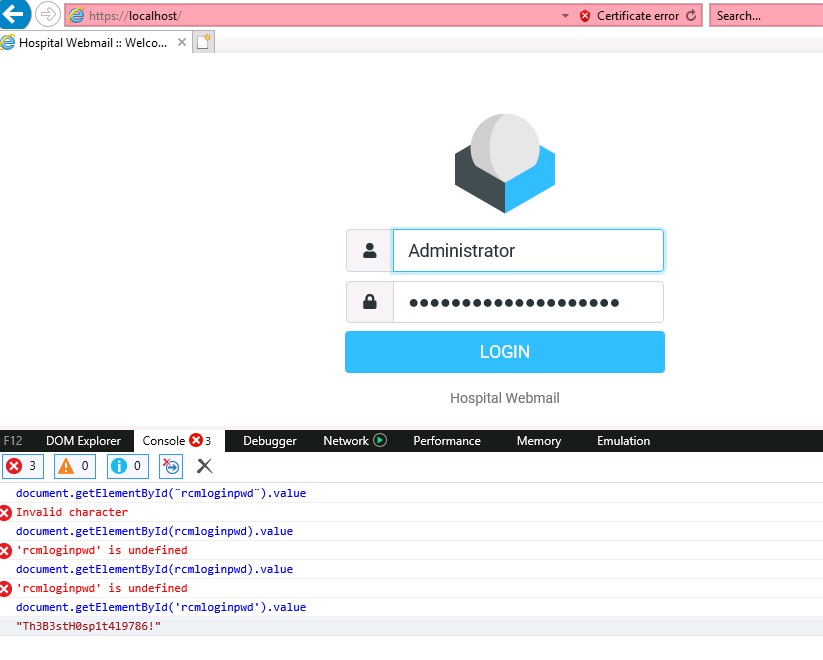 https://localhost/
Certificate error
Search...
Hospital Webmail :: Welco...
Administrator
●●●●●●●●●●●●●●●●●●●●
LOGIN
Hospital Webmail
F12 DOM Explorer Console 3 Debugger Network Performance Memory Emulation
3 0 0
document.getElementById(¨rcmloginpwd¨).value
Invalid character
document.getElementById(rcmloginpwd).value
'rcmloginpwd' is undefined
document.getElementById(rcmloginpwd).value
'rcmloginpwd' is undefined
document.getElementById('rcmloginpwd').value
"Th3B3stH0sp1t4l9786!"